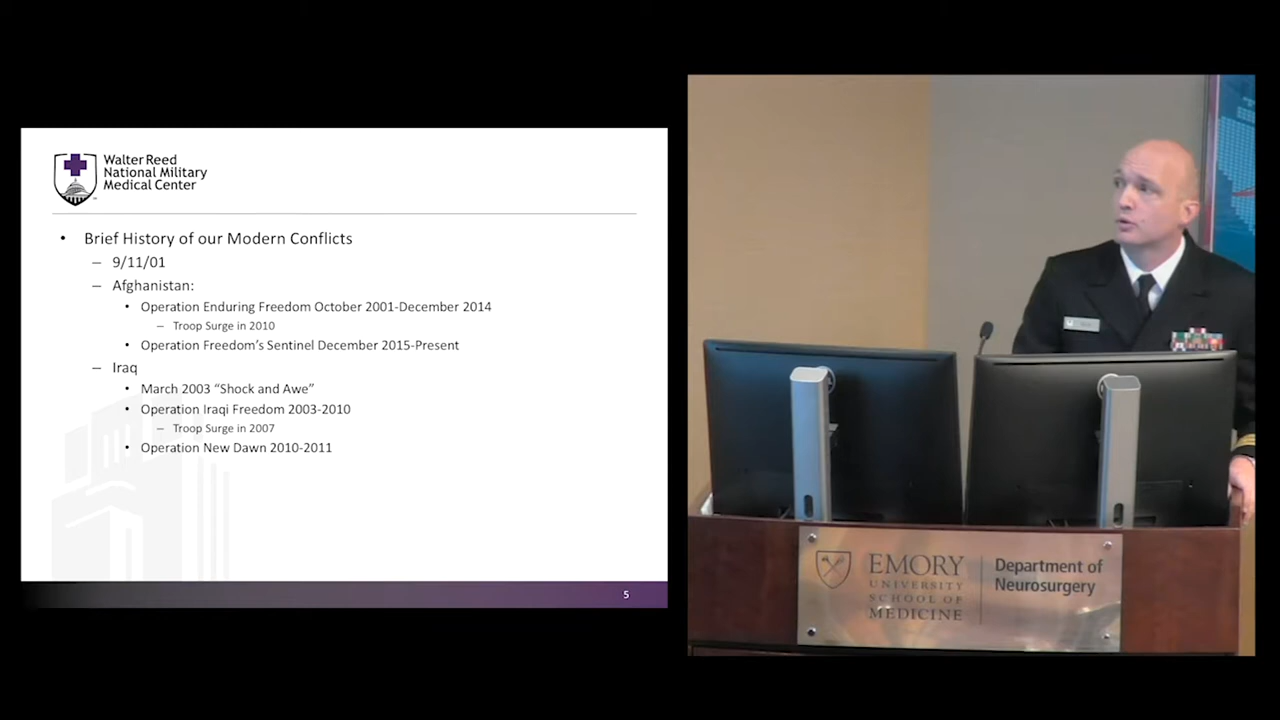 Walter Reed
National Military
Medical Center
• Brief History of our Modern Conflicts
– 9/11/01
– Afghanistan:
• Operation Enduring Freedom October 2001-December 2014
– Troop Surge in 2010
• Operation Freedom’s Sentinel December 2015-Present
– Iraq
• March 2003 “Shock and Awe”
• Operation Iraqi Freedom 2003-2010
– Troop Surge in 2007
• Operation New Dawn 2010-2011
5
EMORY
UNIVERSITY
SCHOOL OF
MEDICINE
Department of
Neurosurgery